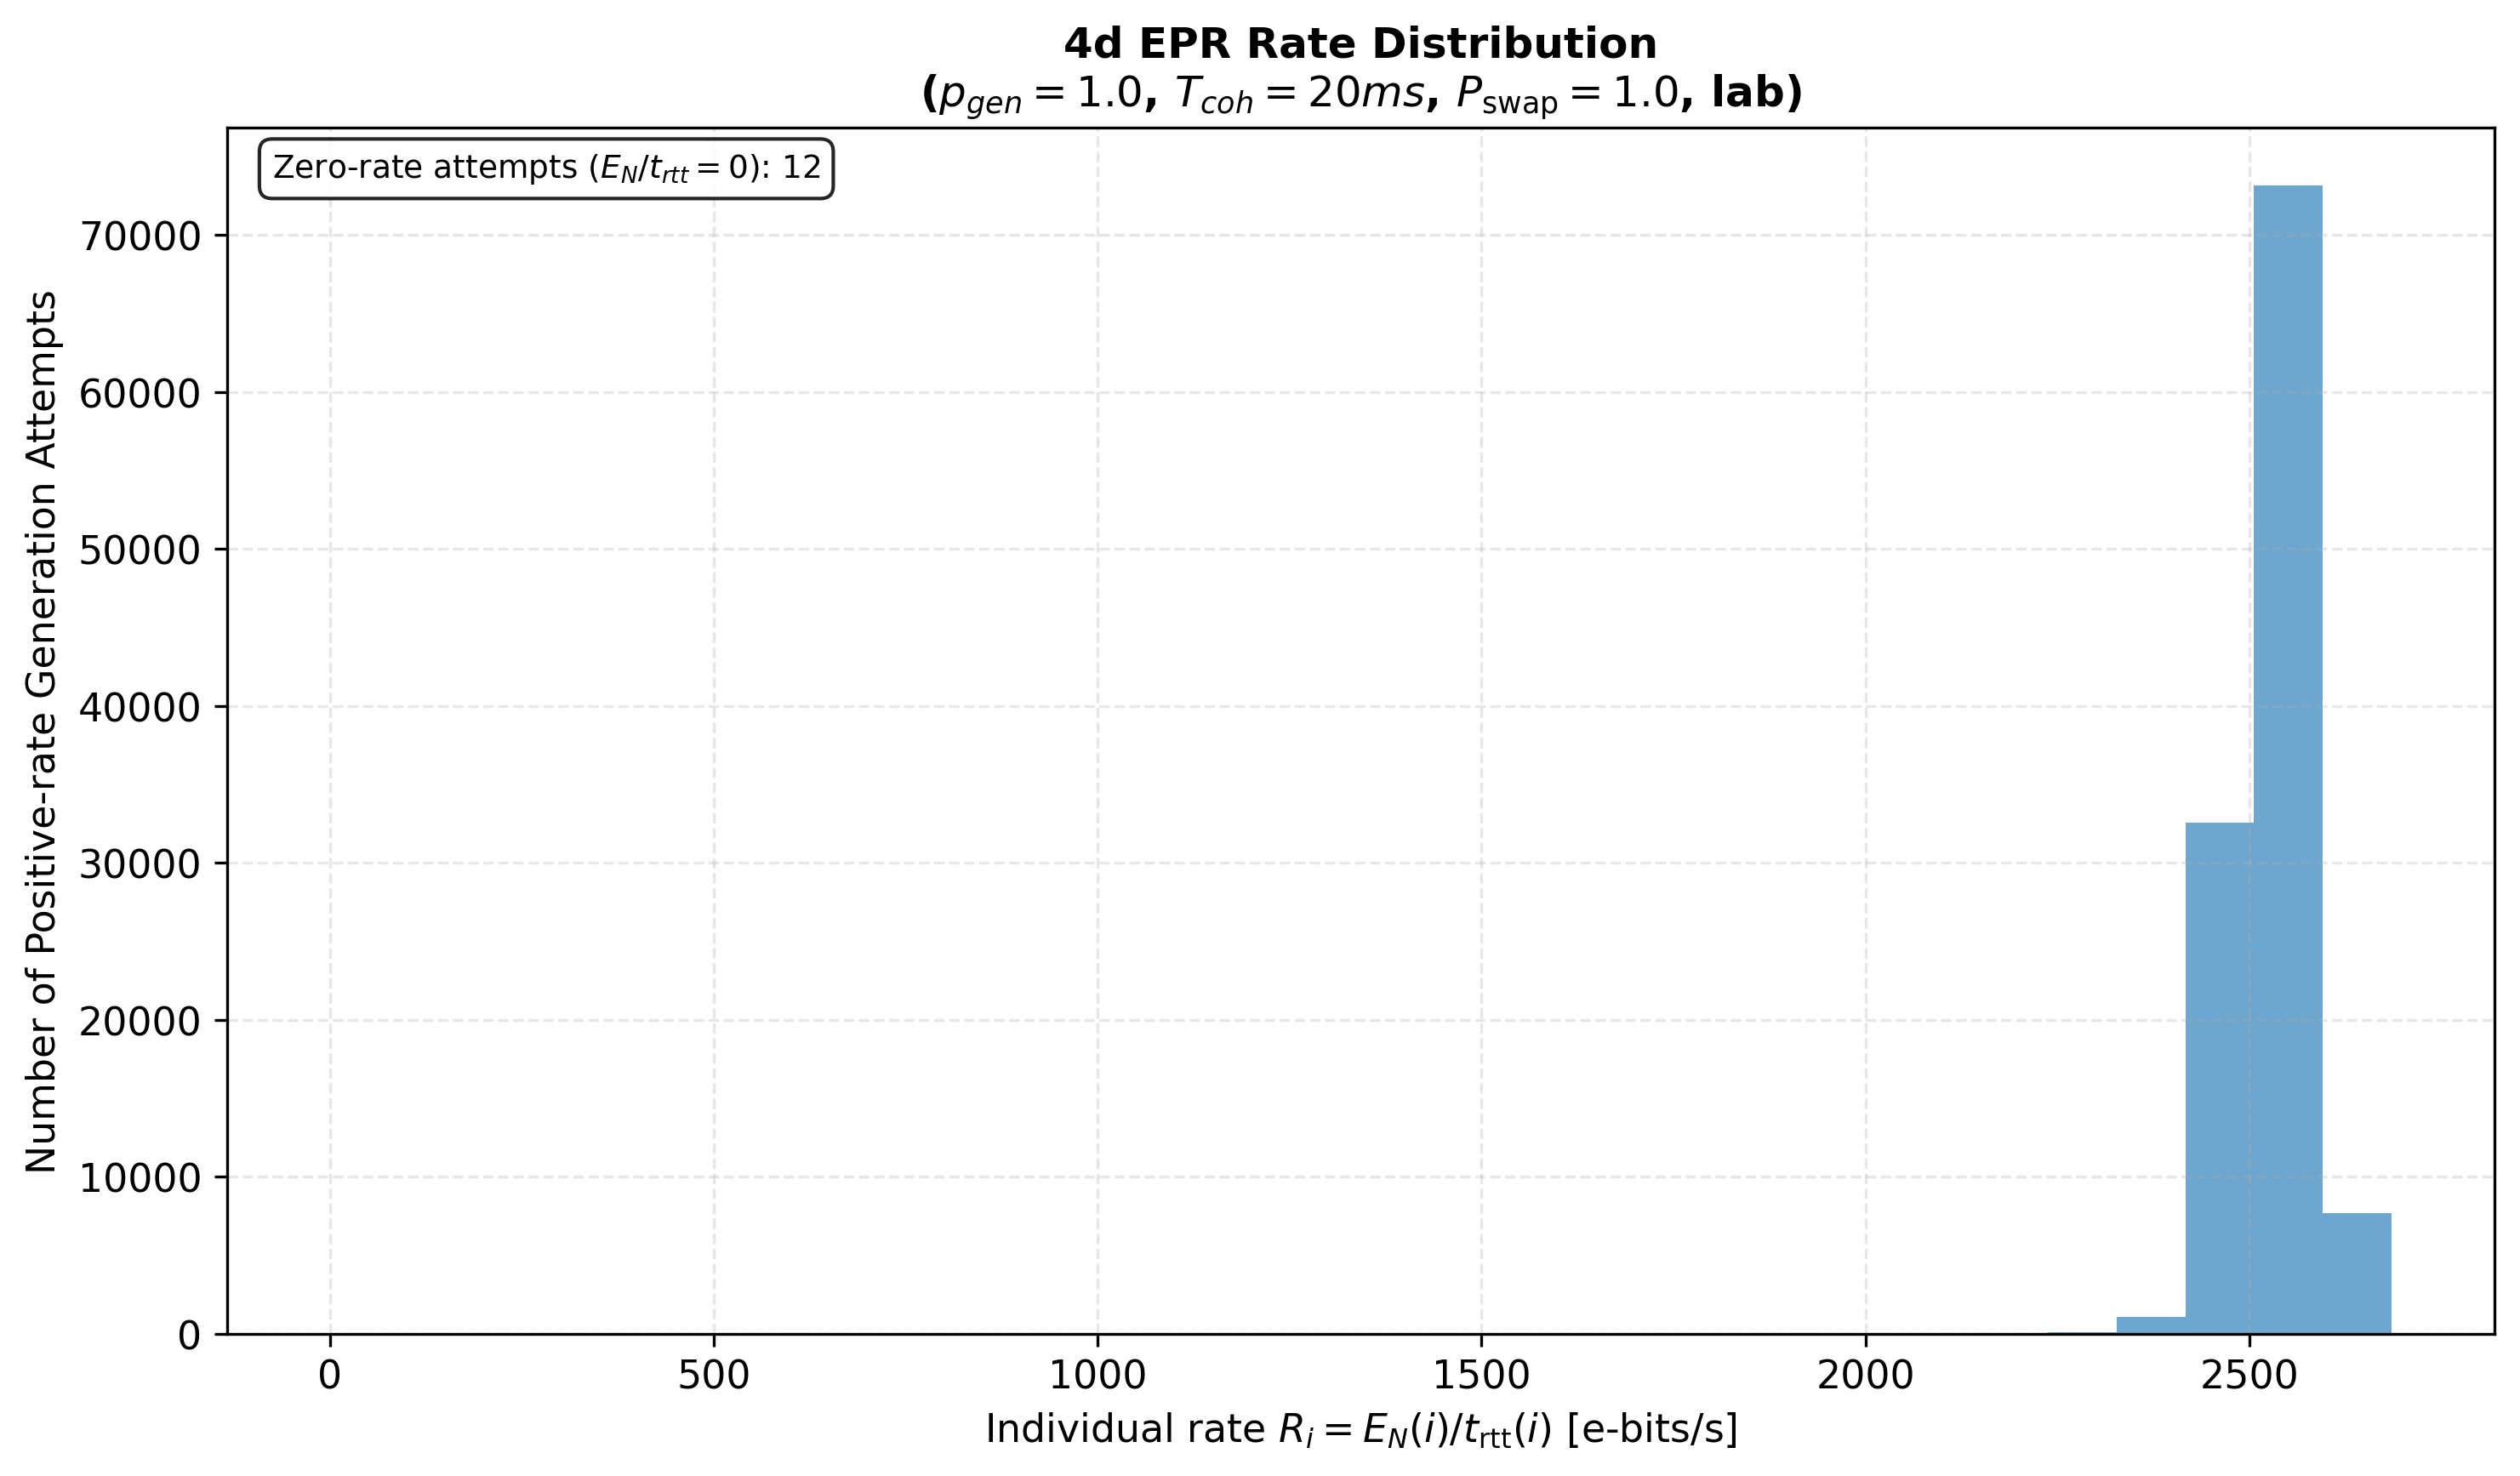 4d EPR Rate Distribution
(p_gen = 1.0, T_coh = 20ms, P_swap = 1.0, lab)
Zero-rate attempts (E_N/t_rtt = 0): 12
Number of Positive-rate Generation Attempts
70000
60000
50000
40000
30000
20000
10000
0
0 500 1000 1500 2000 2500
Individual rate R_i = E_N(i)/t_rtt(i) [e-bits/s]